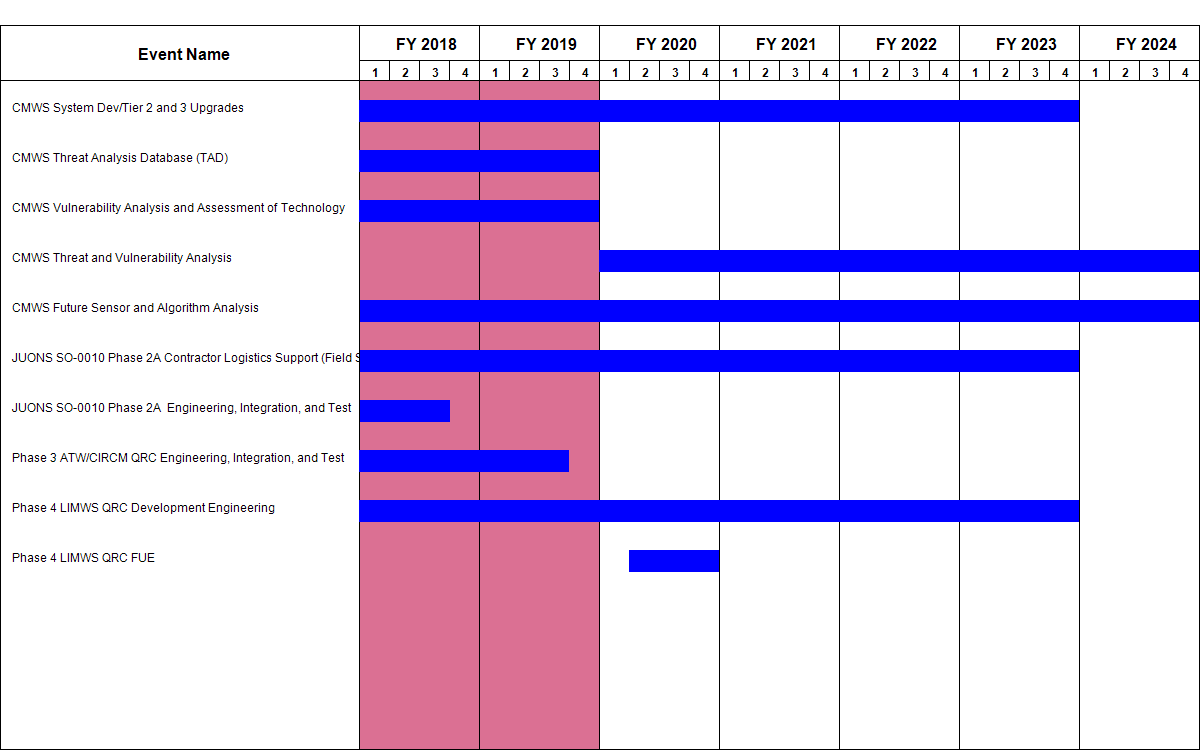 Event Name
FY 2018 FY 2019 FY 2020 FY 2021 FY 2022 FY 2023 FY 2024
1 2 3 4 1 2 3 4 1 2 3 4 1 2 3 4 1 2 3 4 1 2 3 4 1 2 3 4
CMWS System Dev/Tier 2 and 3 Upgrades
CMWS Threat Analysis Database (TAD)
CMWS Vulnerability Analysis and Assessment of Technology
CMWS Threat and Vulnerability Analysis
CMWS Future Sensor and Algorithm Analysis
JUONS SO-0010 Phase 2A Contractor Logistics Support (Field S
JUONS SO-0010 Phase 2A  Engineering, Integration, and Test
Phase 3 ATW/CIRCM QRC Engineering, Integration, and Test
Phase 4 LIMWS QRC Development Engineering
Phase 4 LIMWS QRC FUE